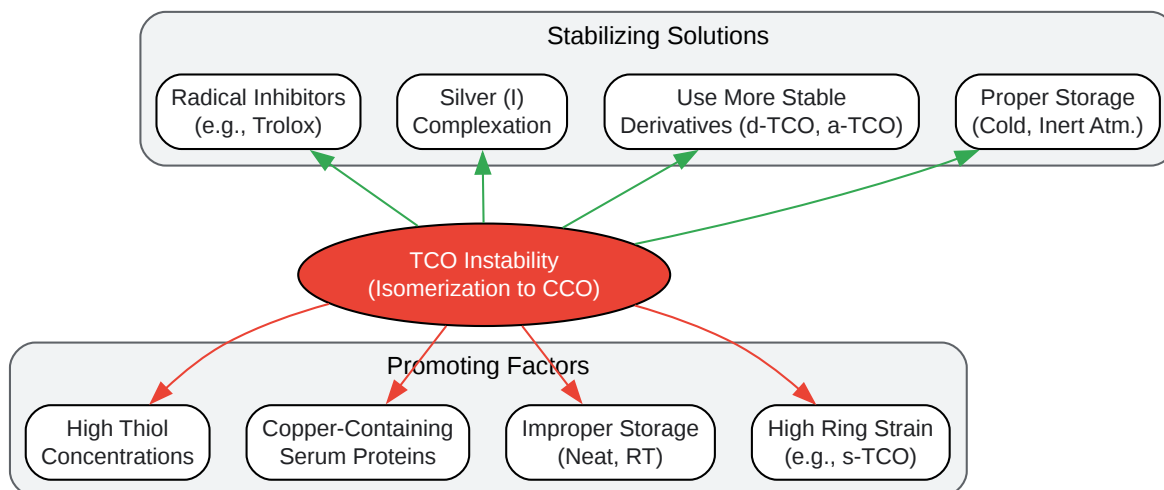 Stabilizing Solutions
Radical Inhibitors
(e.g., Trolox)
Silver (I)
Complexation
Use More Stable
Derivatives (d-TCO, a-TCO)
Proper Storage
(Cold, Inert Atm.)
TCO Instability
(Isomerization to CCO)
Promoting Factors
High Thiol
Concentrations
Copper-Containing
Serum Proteins
Improper Storage
(Neat, RT)
High Ring Strain
(e.g., s-TCO)